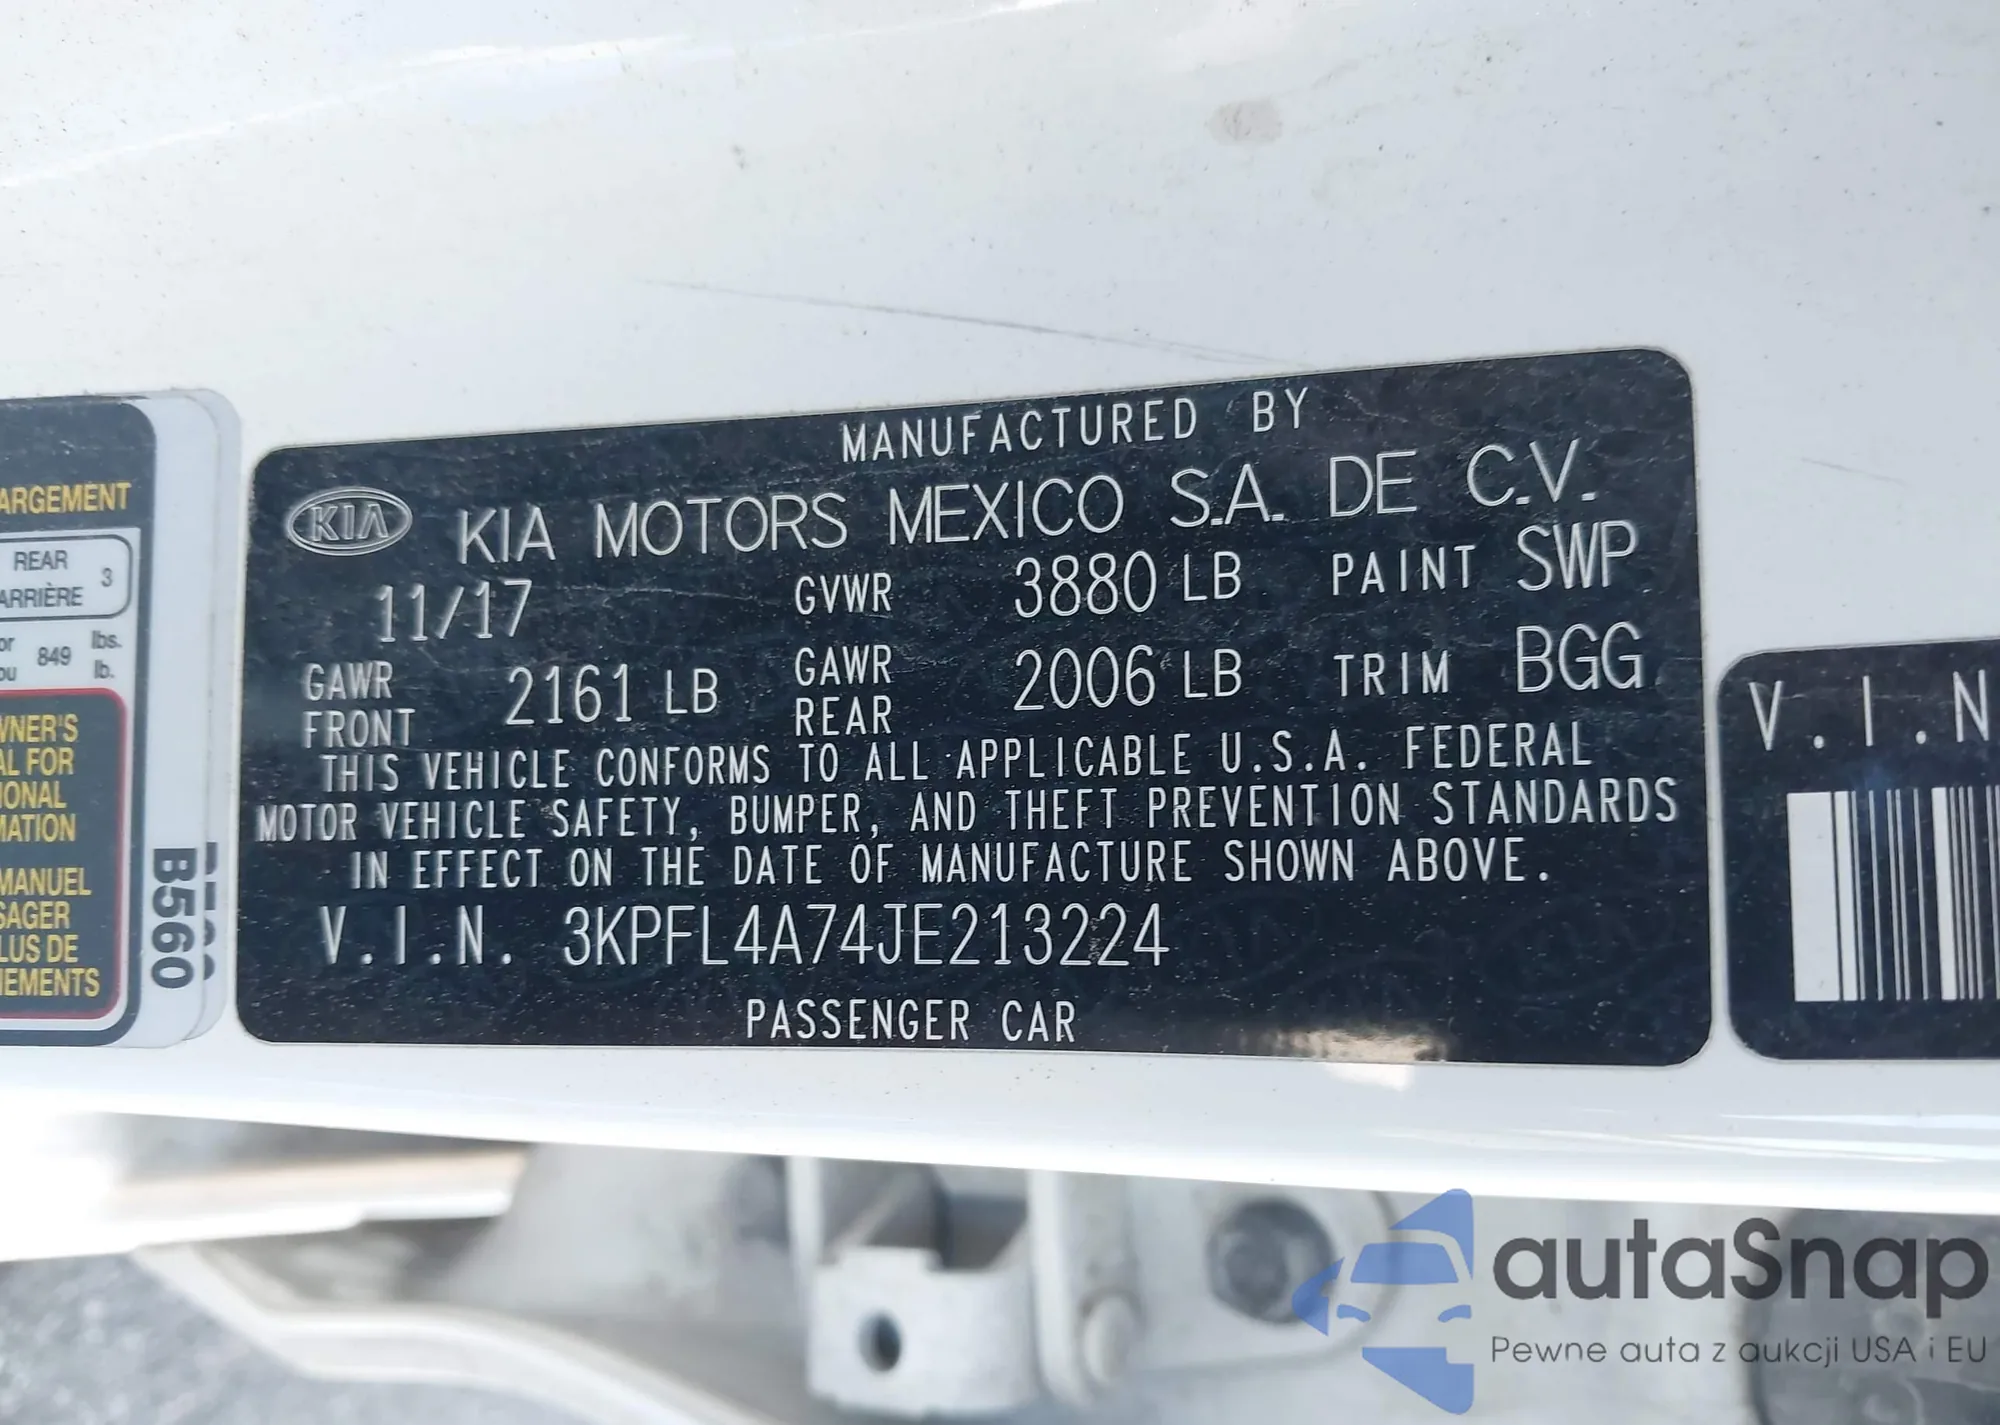 ARGEMENT
REAR
ARRIÈRE 3
849 lbs.
lb.
WNER'S
AL FOR
IONAL
MATION
MANUEL
SAGER
LUS DE
NEMENTS
B560
MANUFACTURED BY
KIA KIA MOTORS MEXICO S.A. DE C.V.
11/17 GVWR 3880 LB PAINT SWP
GAWR FRONT 2161 LB GAWR REAR 2006 LB TRIM BGG
THIS VEHICLE CONFORMS TO ALL APPLICABLE U.S.A. FEDERAL
MOTOR VEHICLE SAFETY, BUMPER, AND THEFT PREVENTION STANDARDS
IN EFFECT ON THE DATE OF MANUFACTURE SHOWN ABOVE.
V.I.N. 3KPFL4A74JE213224
PASSENGER CAR
V.I.N
autaSnap
Pewne auta z aukcji USA i EU